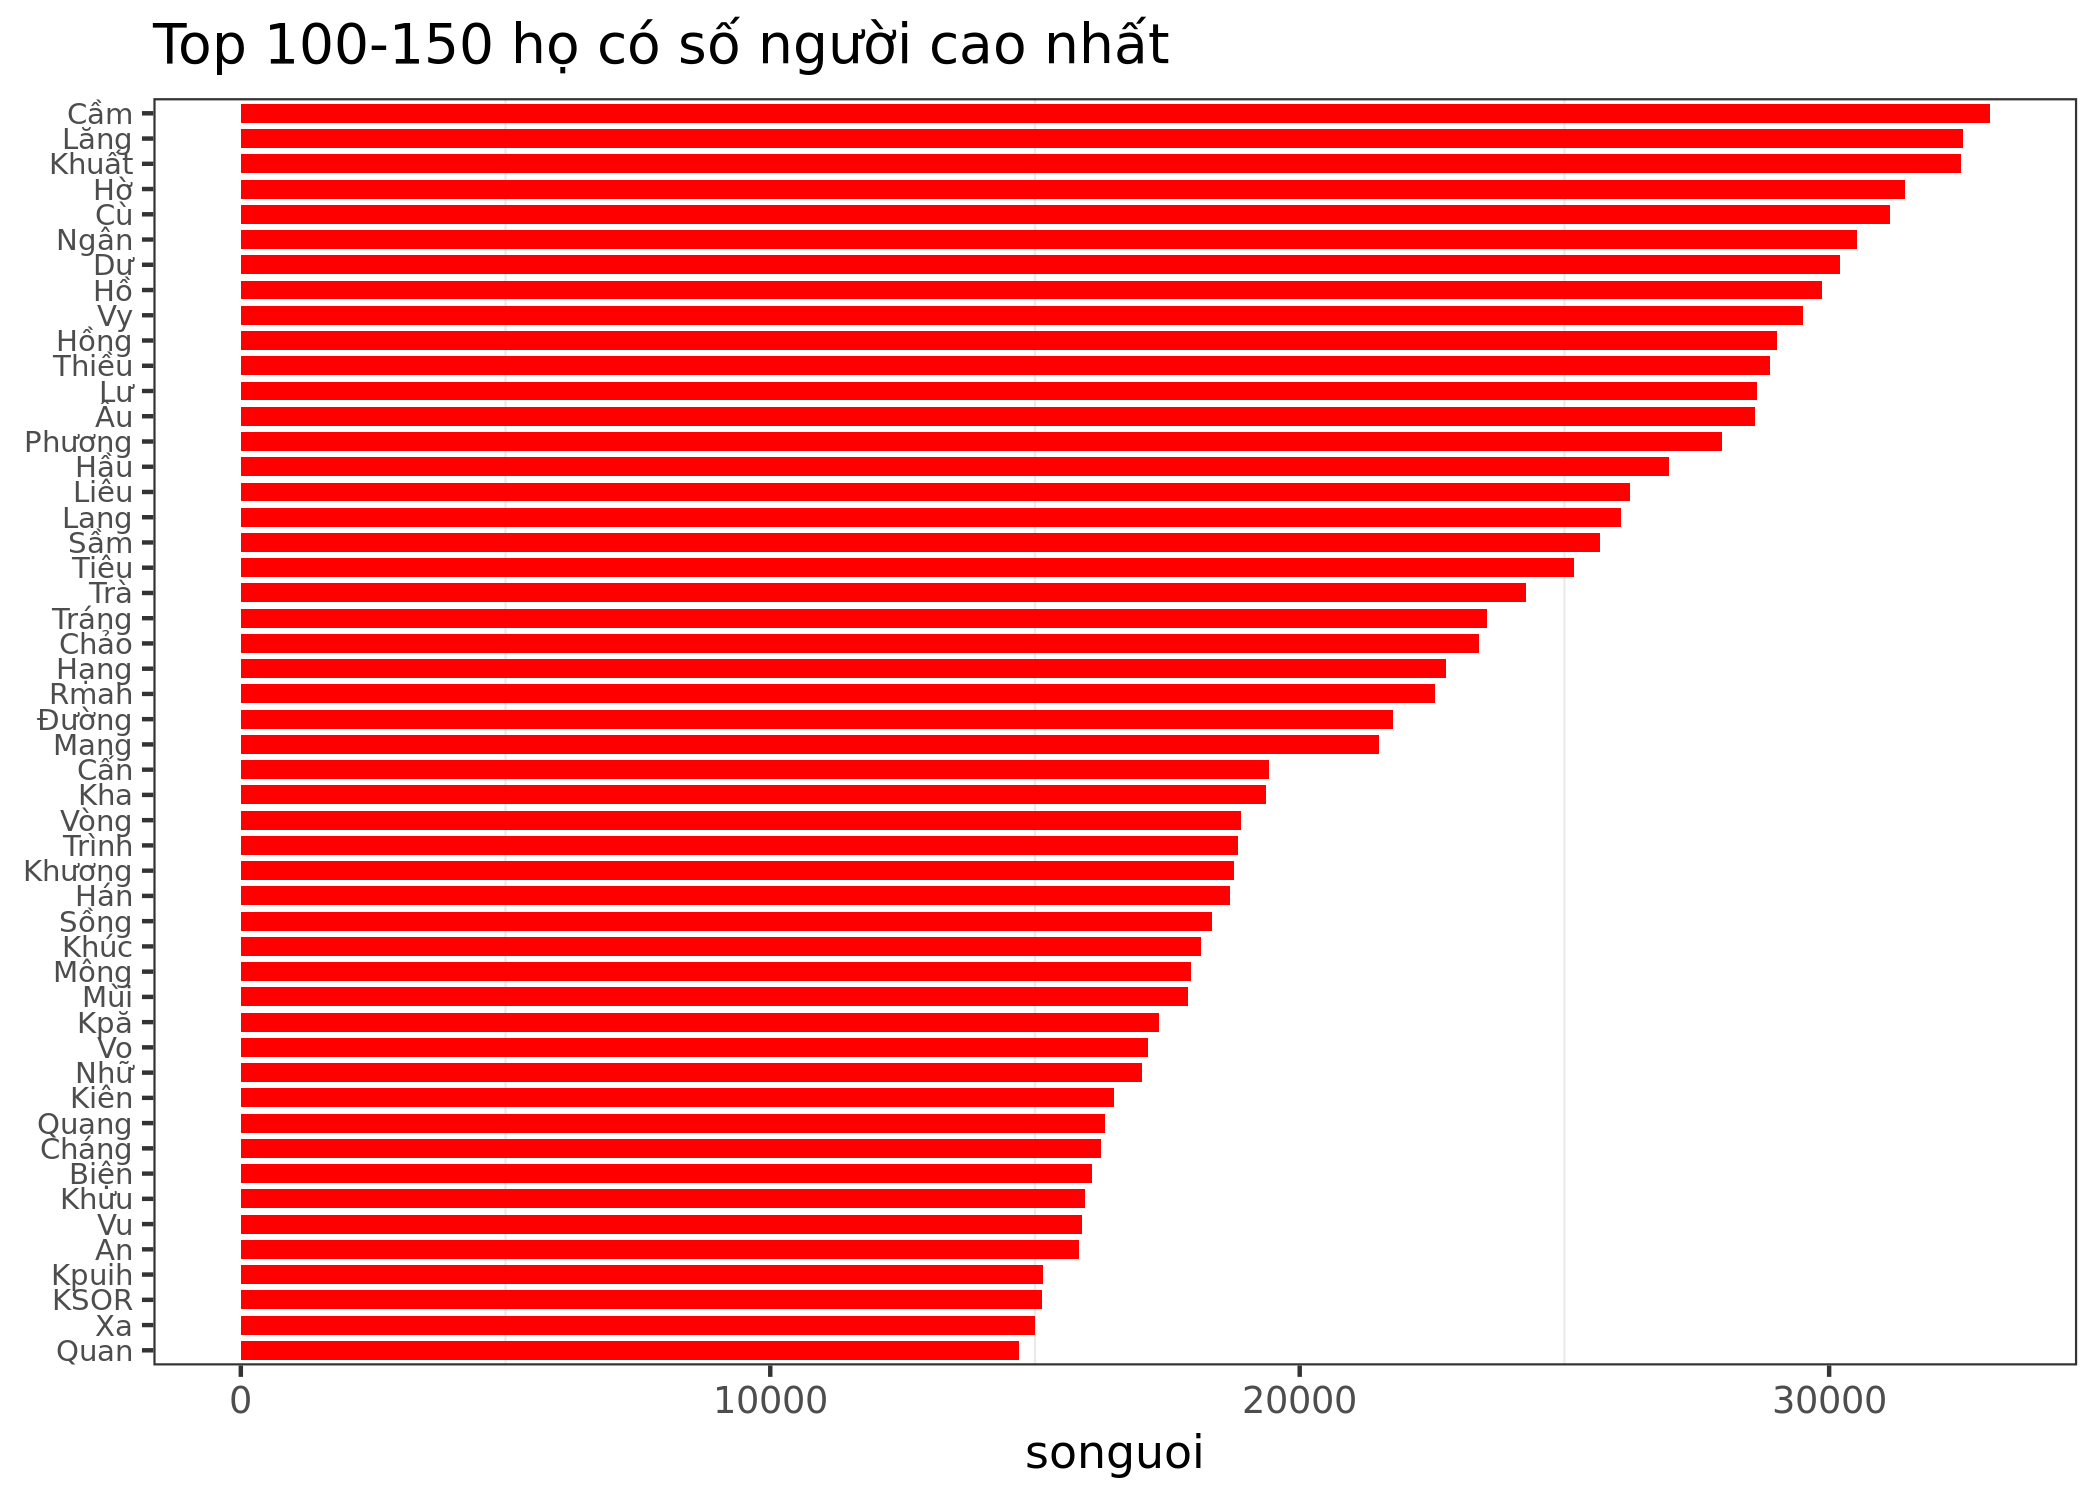 Top 100-150 họ có số người cao nhất
Cầm
Lăng
Khuất
Hờ
Cù
Ngân
Dư
Hồ
Vy
Hồng
Thiều
Lư
Âu
Phương
Hầu
Liêu
Lang
Sầm
Tiêu
Trà
Tráng
Chảo
Hạng
Rmah
Đường
Mang
Cấn
Kha
Vòng
Trình
Khương
Hán
Sồng
Khúc
Mông
Mùi
Kpă
Vo
Nhữ
Kiên
Quang
Cháng
Biện
Khưu
Vu
An
Kpuih
KSOR
Xa
Quan
0 10000 20000 30000
songuoi